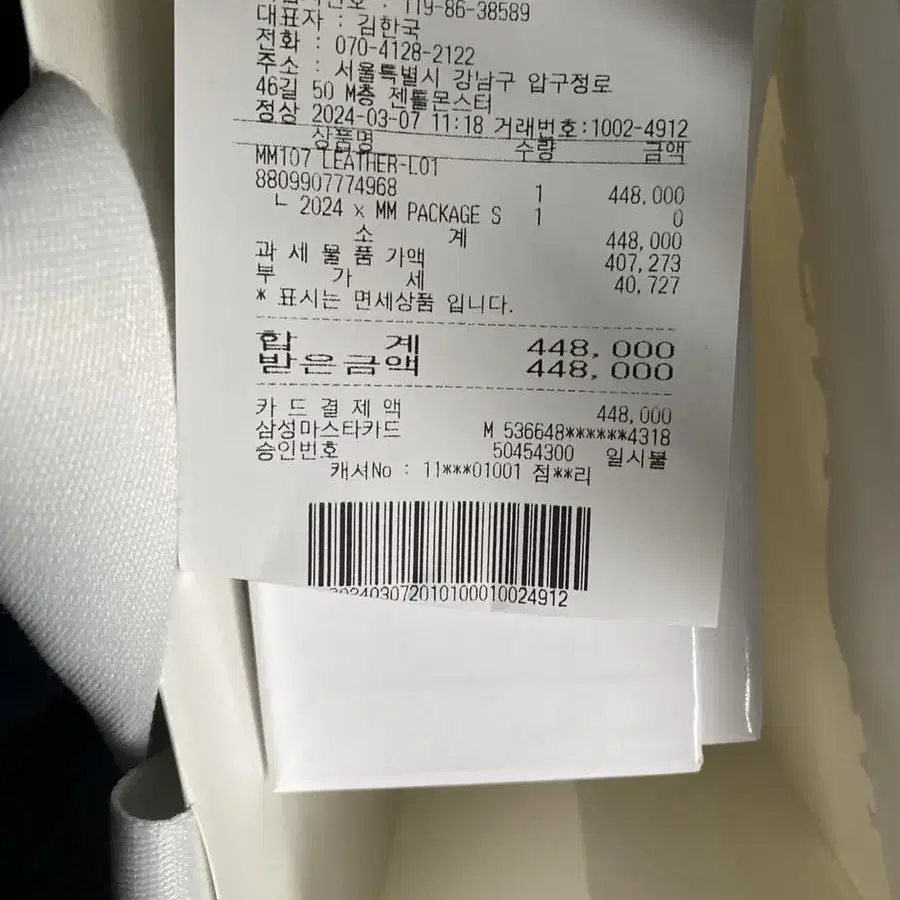 119-86-38589
대표자 : 김한국
전화 : 070-4128-2122
주소 : 서울특별시 강남구 압구정로
46길 50 M층 젠틀몬스터
정상 2024-03-07 11:18 거래번호:1002-4912
상품명 수량 금액
MM107 LEATHER-L01
8809907774968 1 448,000
ㄴ 2024 x MM PACKAGE S 1 0
소 계 448,000
과 세 물 품 가액 407,273
부 가 세 40,727
* 표시는 면세상품 입니다.
합 계 448,000
받은금액 448,000
카 드 결 제 액 448,000
삼성마스타카드 M 536648******4318
승인번호 50454300 일시불
캐셔No : 11***01001 점**리
20240307201010001002​4912